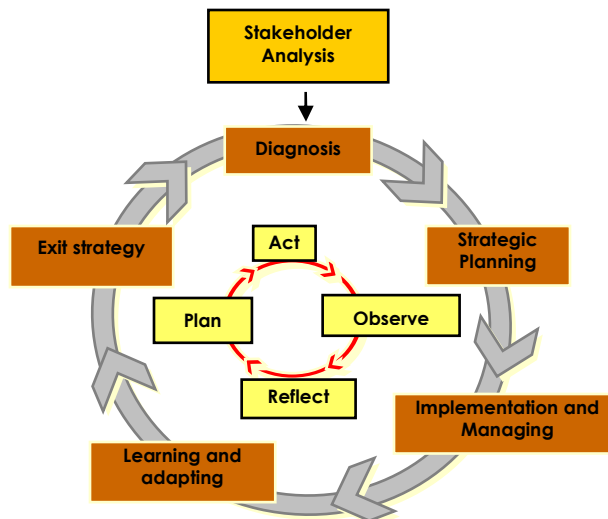 Stakeholder
Analysis
Diagnosis
Exit strategy
Strategic
Planning
Act
Plan
Observe
Reflect
Implementation and
Managing
Learning and
adapting